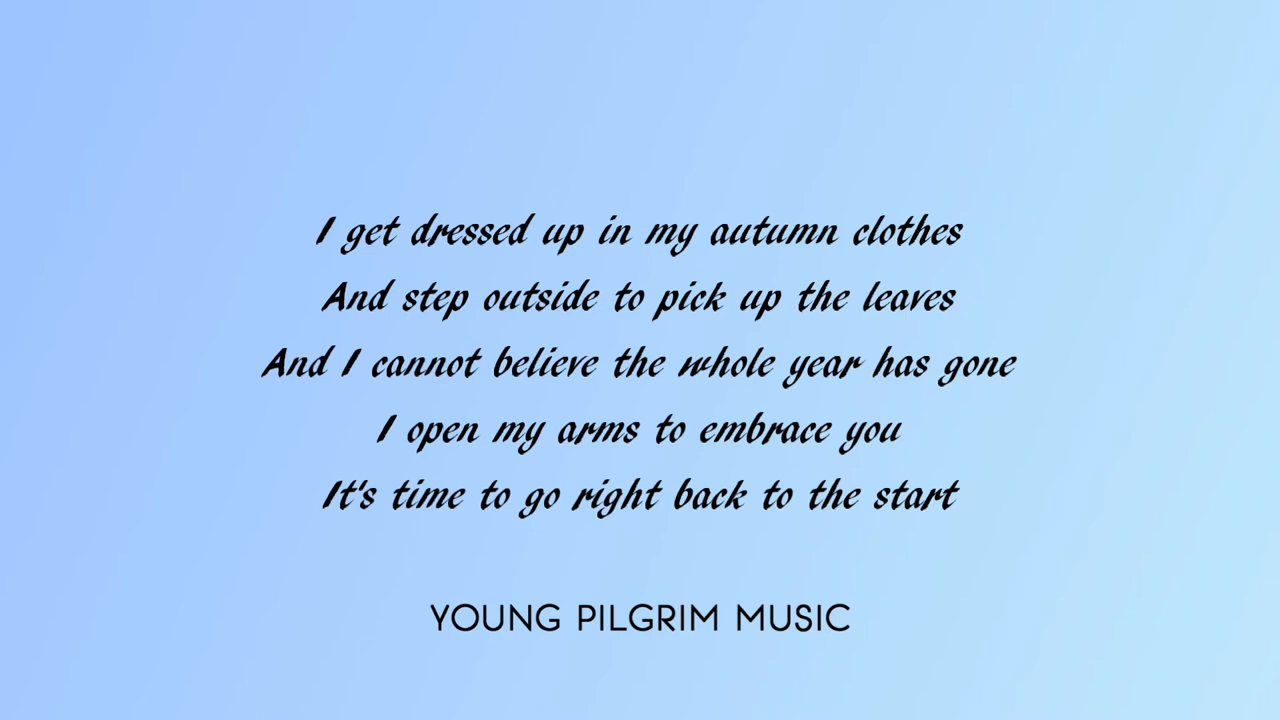 I get dressed up in my autumn clothes
And step outside to pick up the leaves
And I cannot believe the whole year has gone
I open my arms to embrace you
It's time to go right back to the start
YOUNG PILGRIM MUSIC